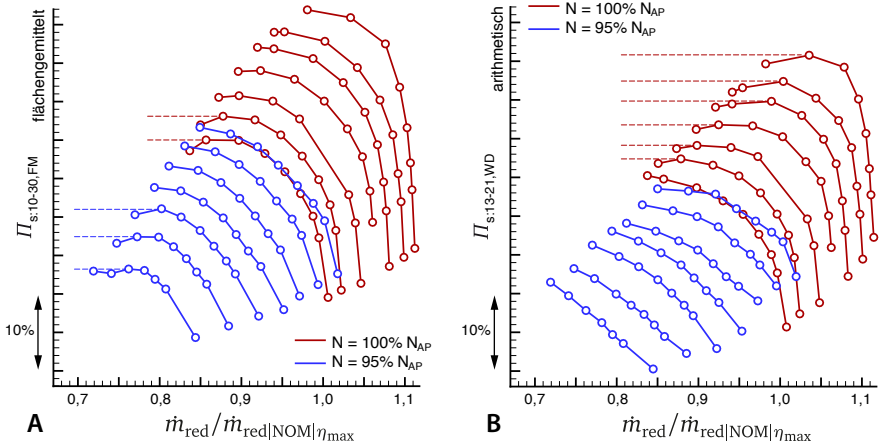 flächengemittelt
Π s:10-30,FM
10%
N = 100% N_AP
N = 95% N_AP
0,7 0,8 0,9 1,0 1,1
A
ṁ_red/ṁ_red|NOM|η_max
N = 100% N_AP
N = 95% N_AP
arithmetisch
Π s:13-21,WD
10%
0,7 0,8 0,9 1,0 1,1
B
ṁ_red/ṁ_red|NOM|η_max